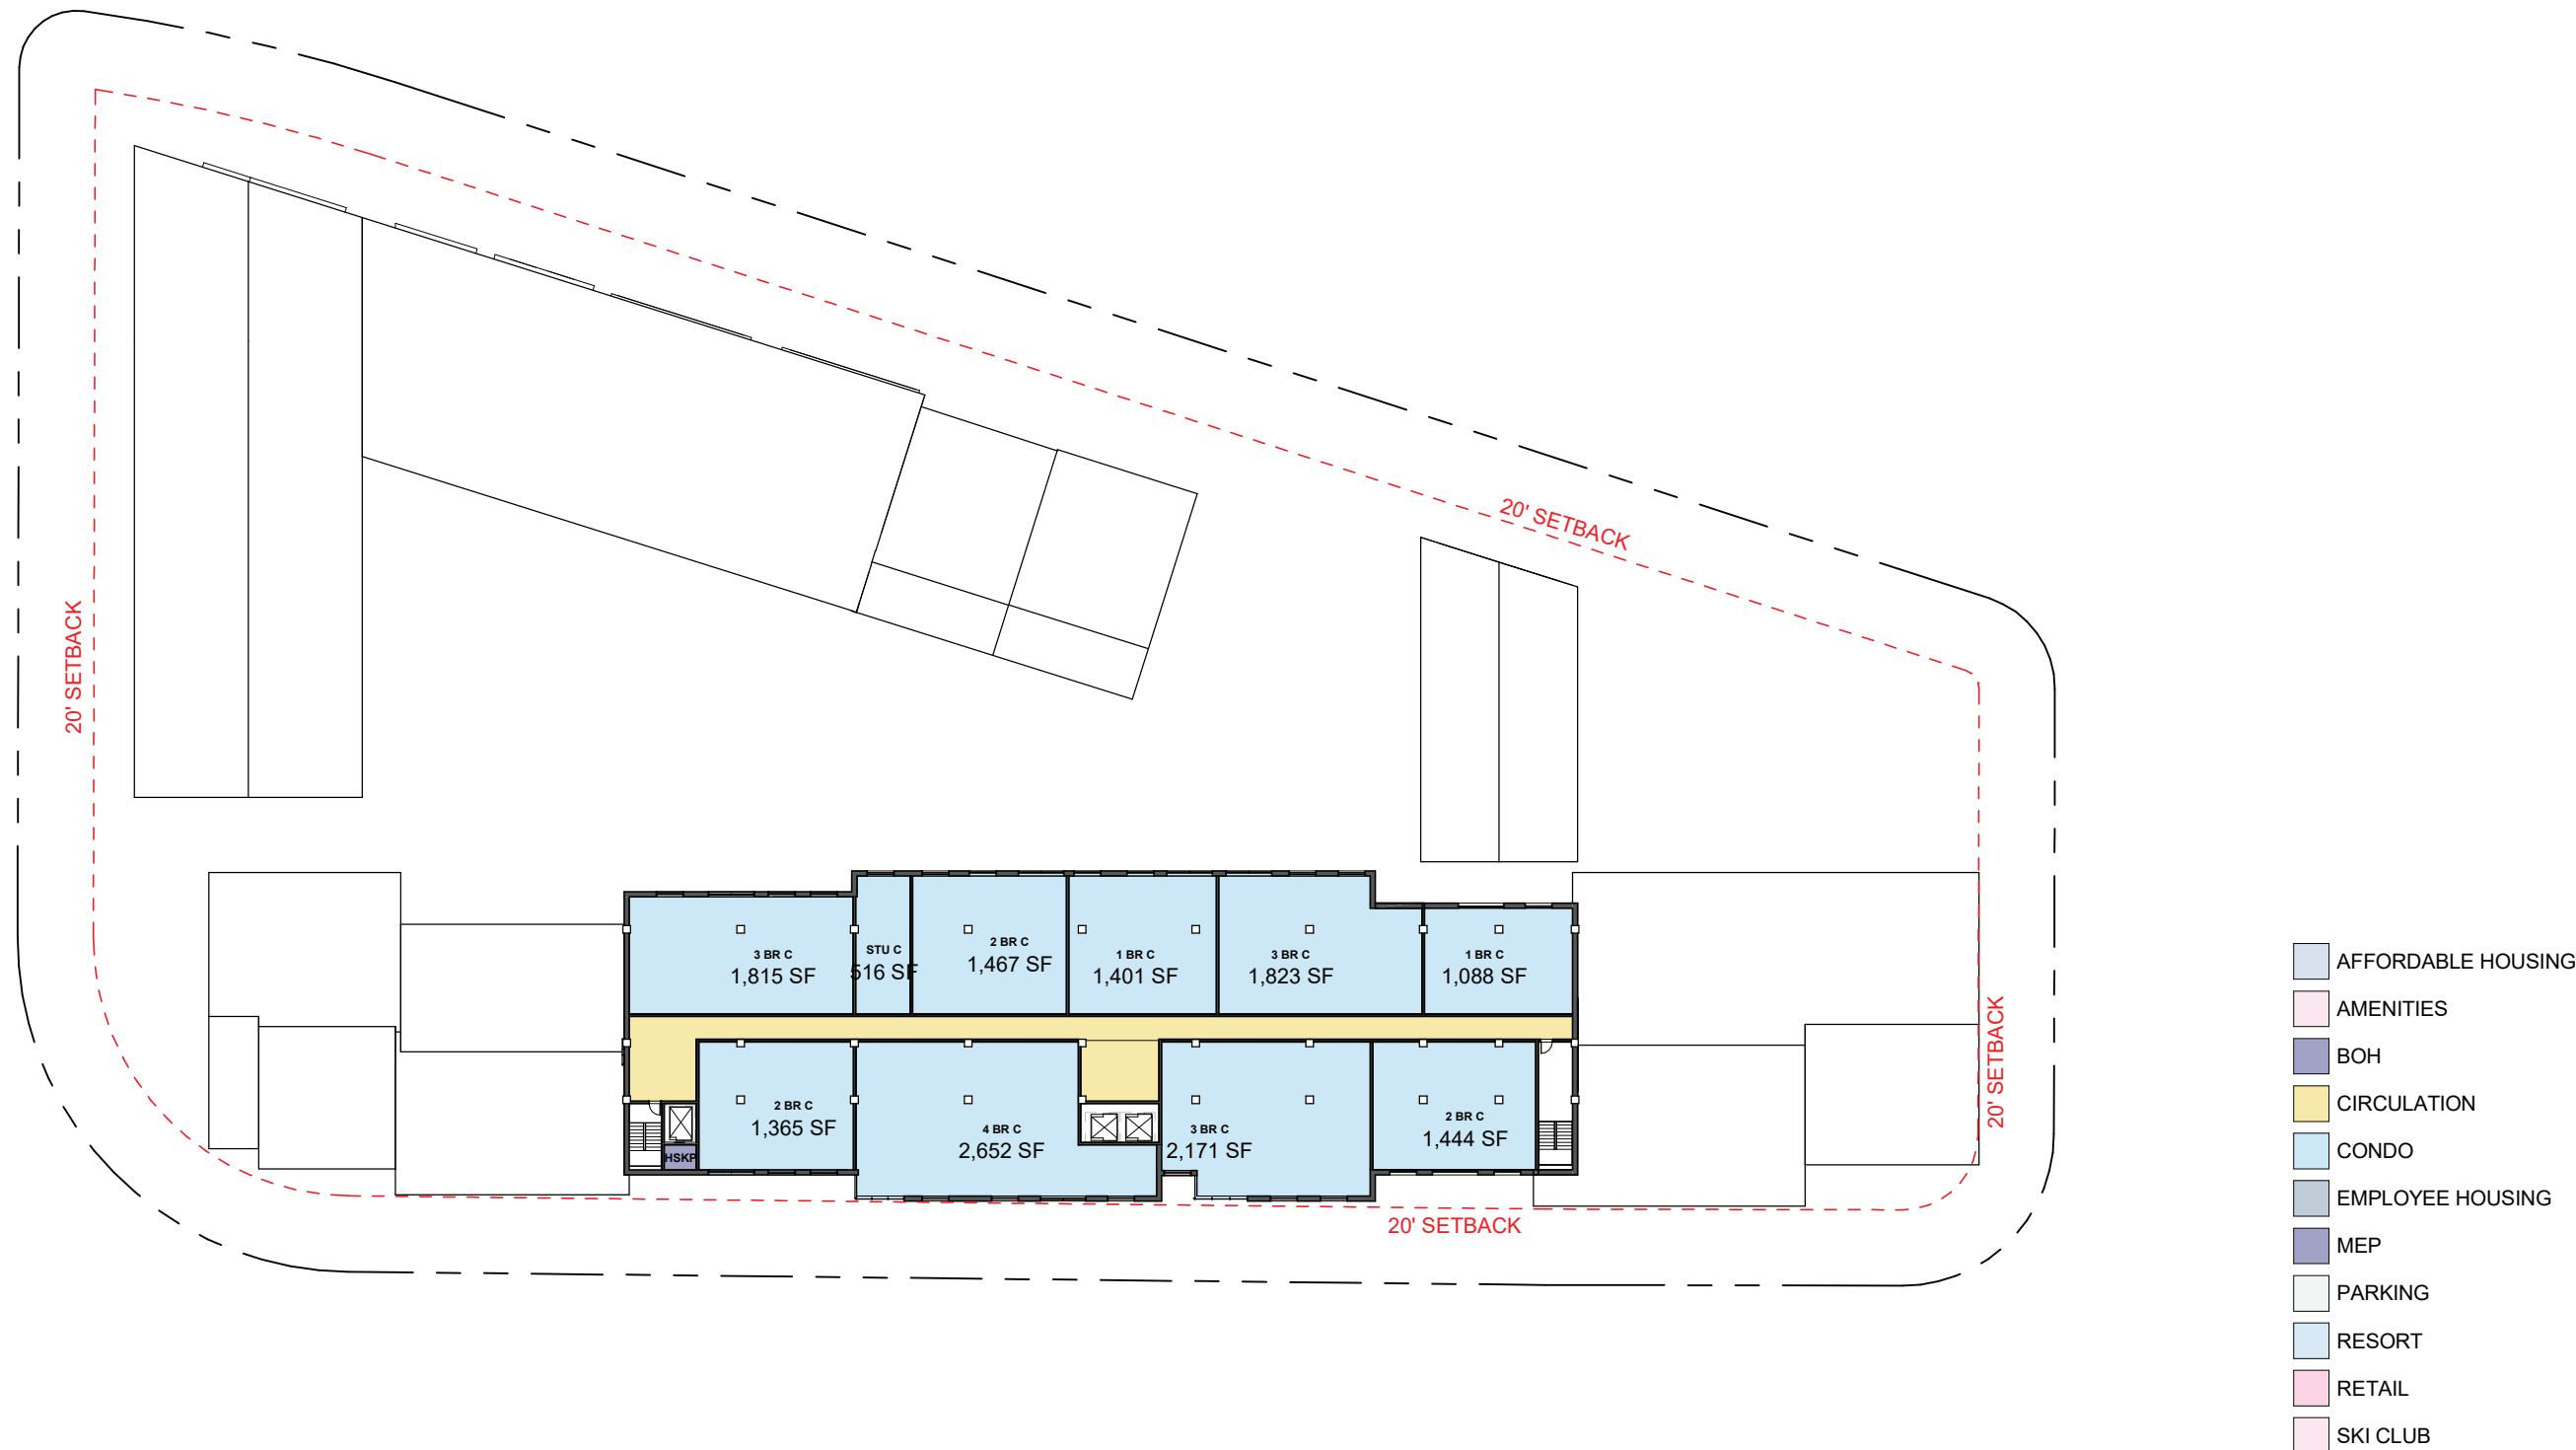 20' SETBACK
20' SETBACK
3 BR C
1,815 SF
STU C
516 SF
2 BR C
1,467 SF
1 BR C
1,401 SF
3 BR C
1,823 SF
1 BR C
1,088 SF
2 BR C
1,365 SF
4 BR C
2,652 SF
3 BR C
2,171 SF
2 BR C
1,444 SF
HSKP
20' SETBACK
20' SETBACK
AFFORDABLE HOUSING
AMENITIES
BOH
CIRCULATION
CONDO
EMPLOYEE HOUSING
MEP
PARKING
RESORT
RETAIL
SKI CLUB